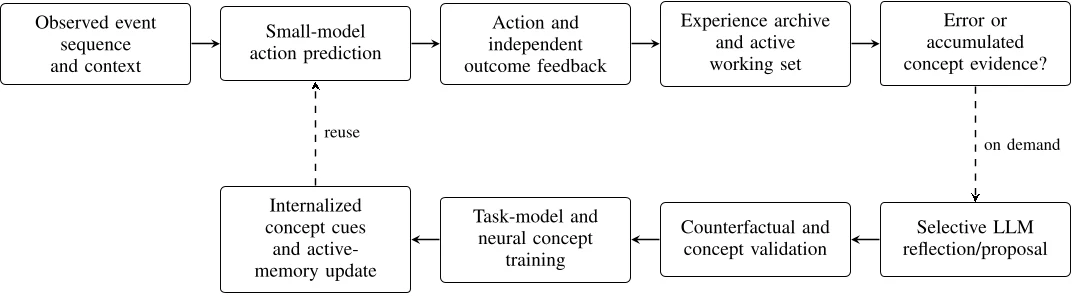 Observed event
sequence
and context
Small-model
action prediction
Action and
independent
outcome feedback
Experience archive
and active
working set
Error or
accumulated
concept evidence?
reuse
on demand
Internalized
concept cues
and active-
memory update
Task-model and
neural concept
training
Counterfactual and
concept validation
Selective LLM
reflection/proposal